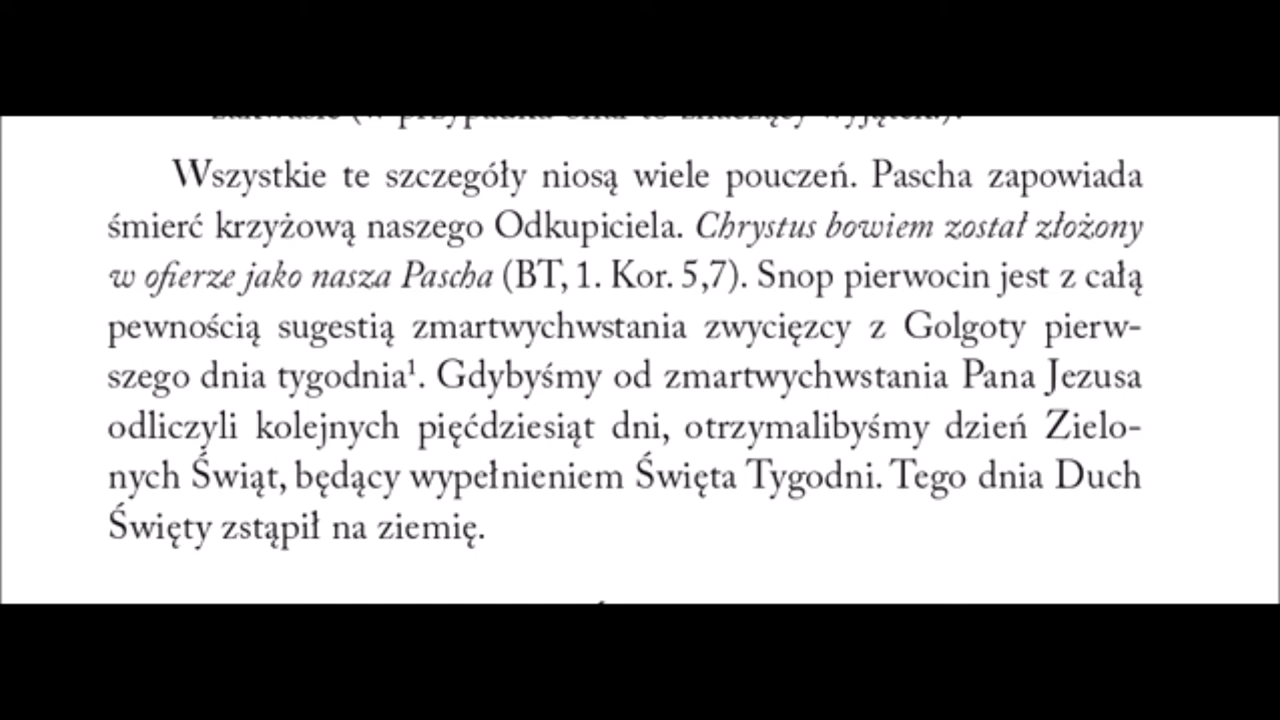 Wszystkie te szczegóły niosą wiele pouczeń. Pascha zapowiada
śmierć krzyżową naszego Odkupiciela. Chrystus bowiem został złożony
w ofierze jako nasza Pascha (BT, 1. Kor. 5,7). Snop pierwocin jest z całą
pewnością sugestią zmartwychwstania zwycięzcy z Golgoty pierw-
szego dnia tygodnia¹. Gdybyśmy od zmartwychwstania Pana Jezusa
odliczyli kolejnych pięćdziesiąt dni, otrzymalibyśmy dzień Zielo-
nych Świąt, będący wypełnieniem Święta Tygodni. Tego dnia Duch
Święty zstąpił na ziemię.